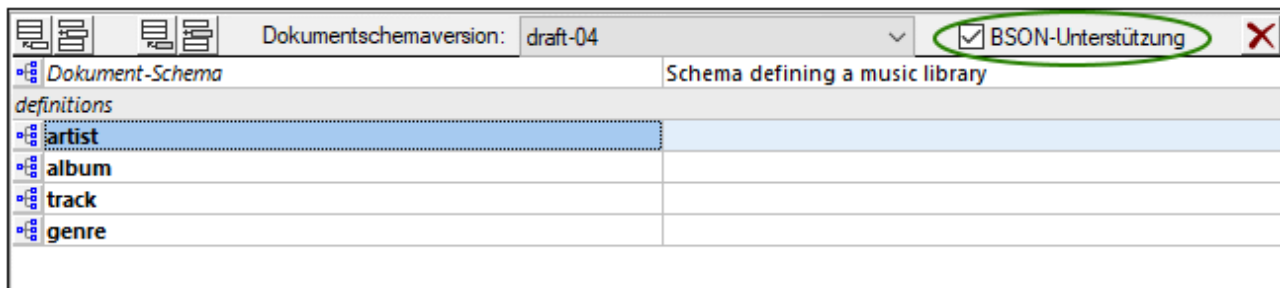 Dokumentschemaversion: draft-04 BSON-Unterstützung
Dokument-Schema Schema defining a music library
definitions
artist
album
track
genre